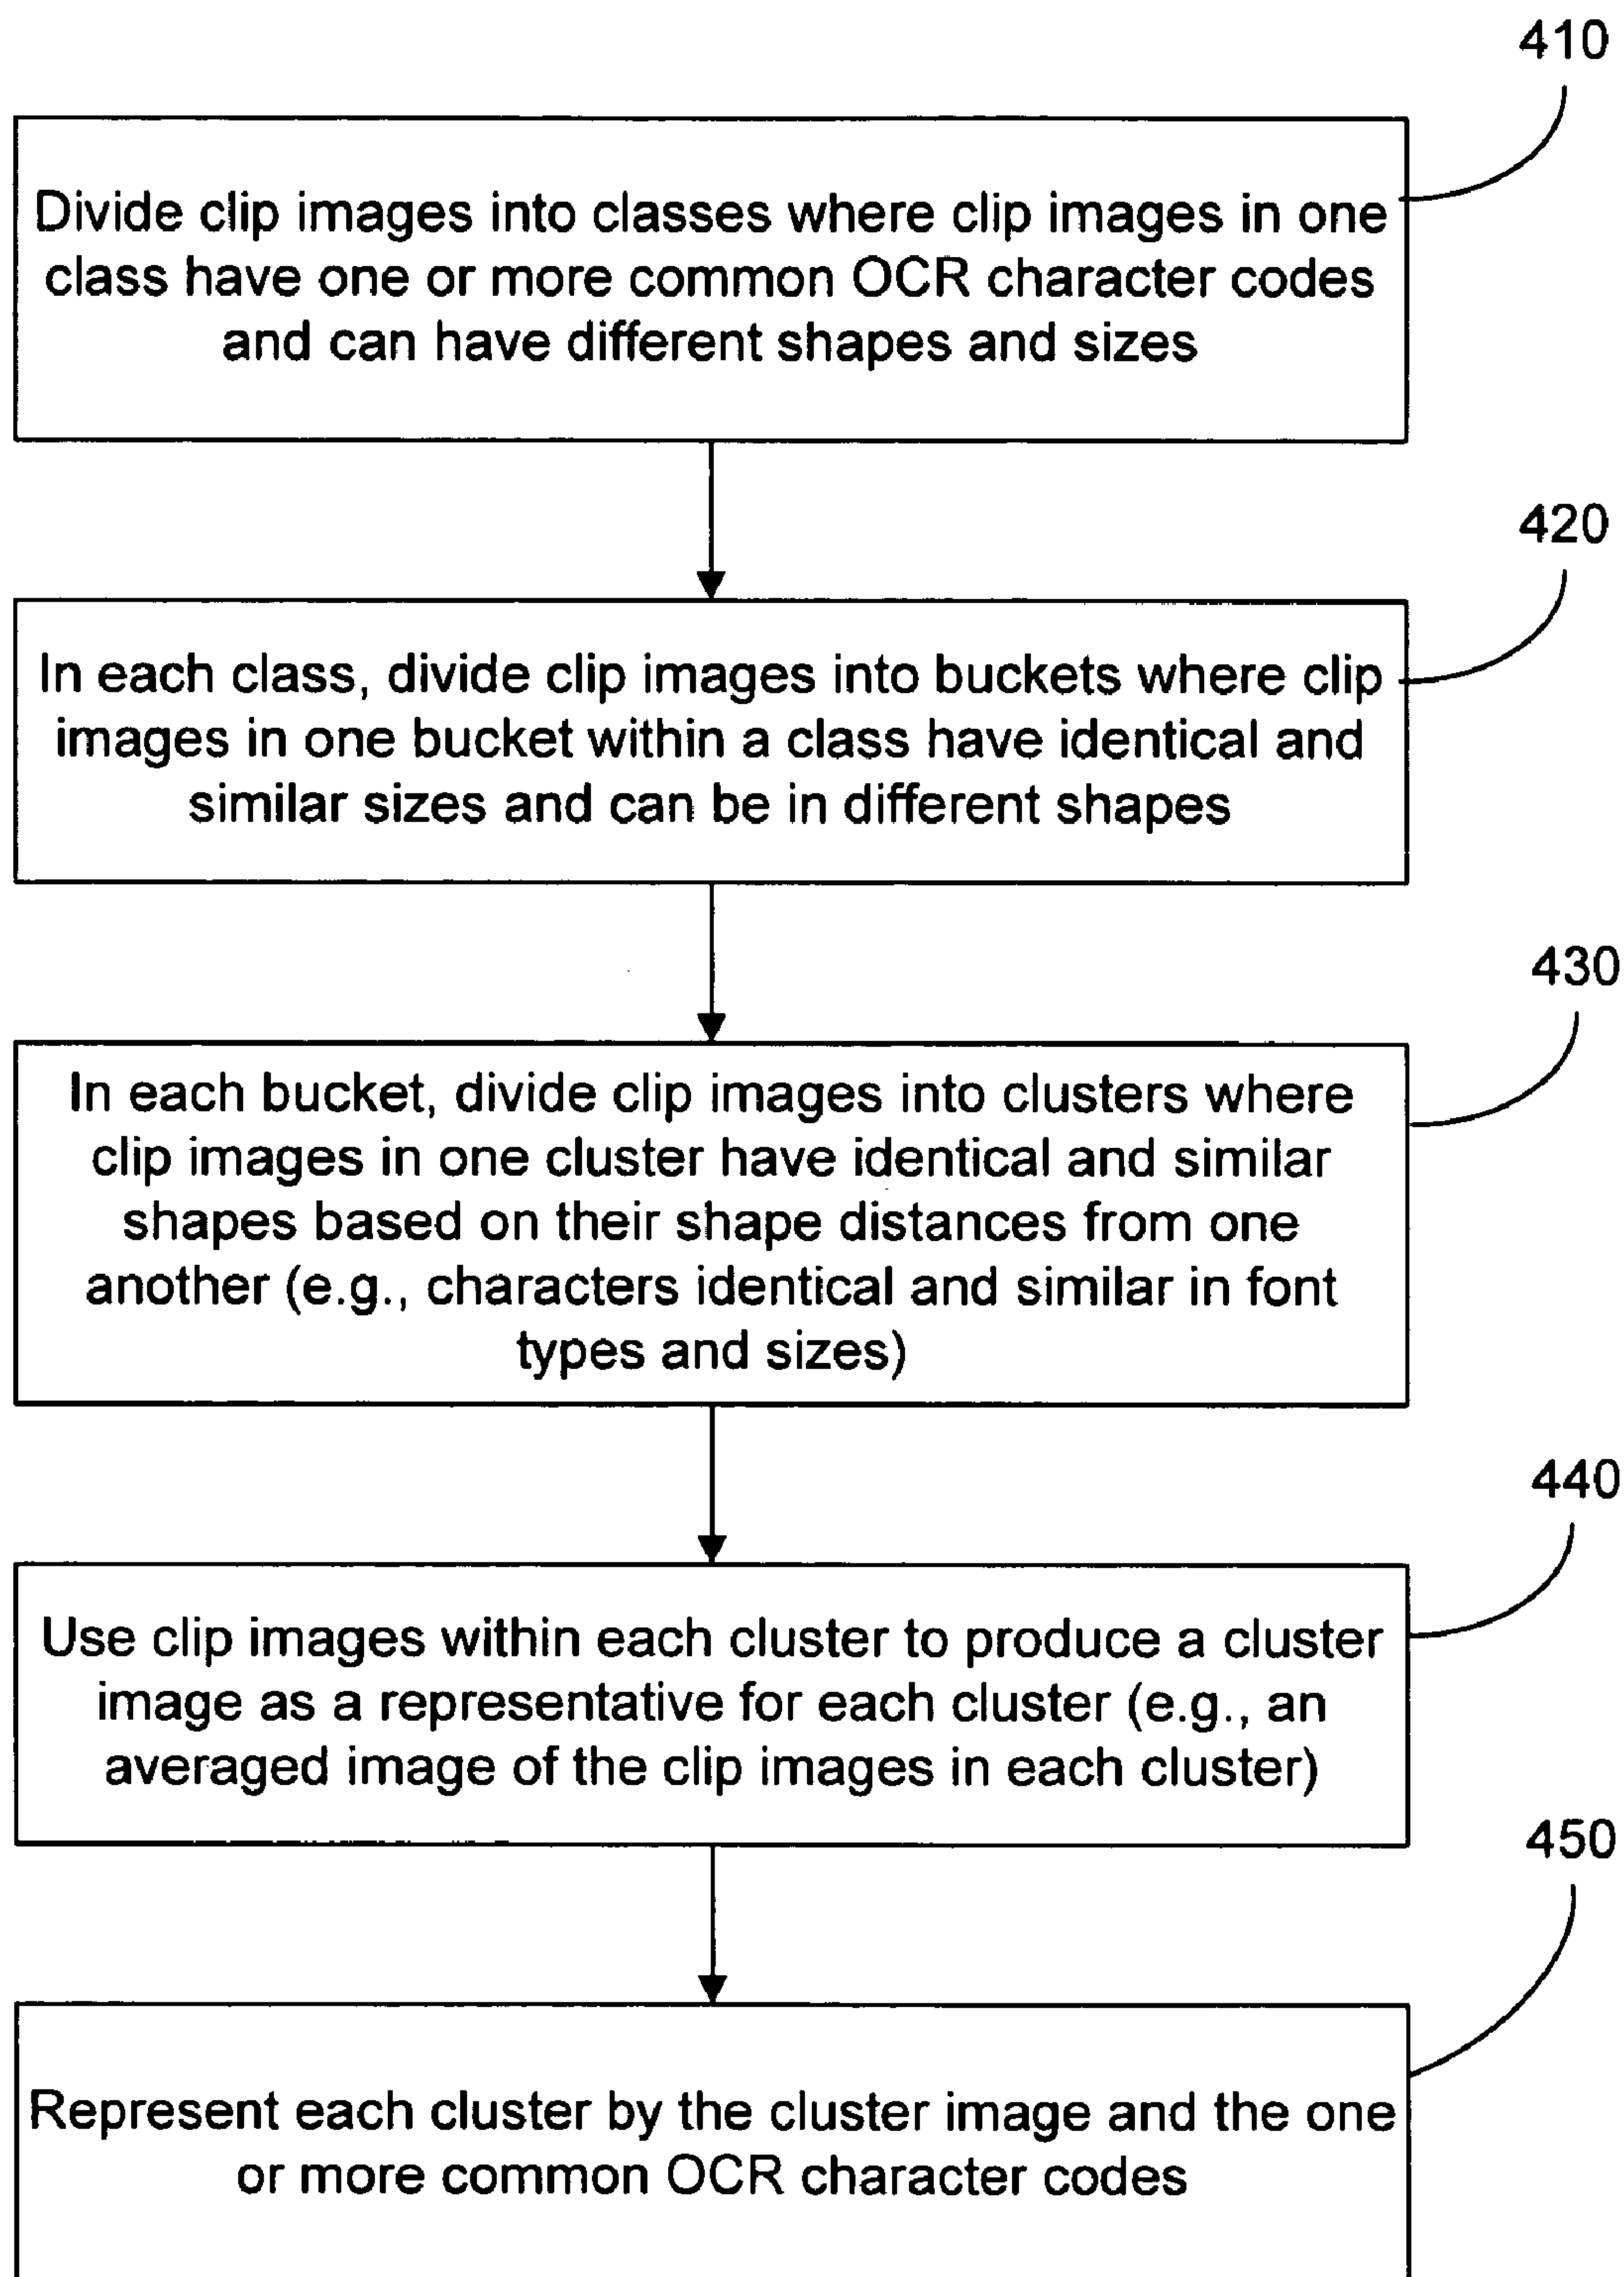 410
Divide clip images into classes where clip images in one
class have one or more common OCR character codes
and can have different shapes and sizes
420
In each class, divide clip images into buckets where clip
images in one bucket within a class have identical and
similar sizes and can be in different shapes
430
In each bucket, divide clip images into clusters where
clip images in one cluster have identical and similar
shapes based on their shape distances from one
another (e.g., characters identical and similar in font
types and sizes)
440
Use clip images within each cluster to produce a cluster
image as a representative for each cluster (e.g., an
averaged image of the clip images in each cluster)
450
Represent each cluster by the cluster image and the one
or more common OCR character codes